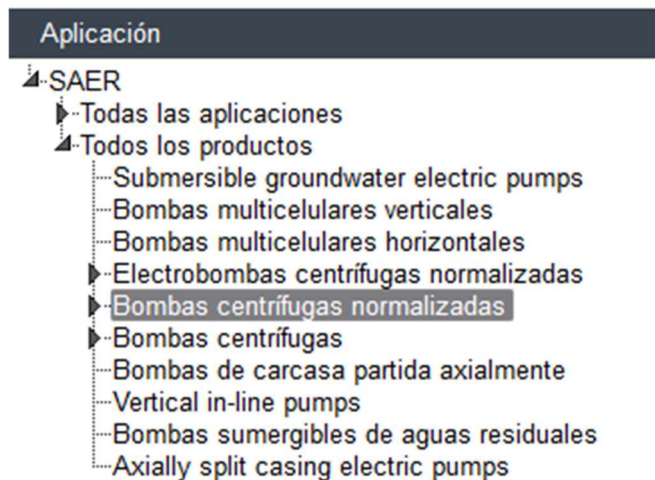 Aplicación
SAER
Todas las aplicaciones
Todos los productos
Submersible groundwater electric pumps
Bombas multicelulares verticales
Bombas multicelulares horizontales
Electrobombas centrífugas normalizadas
Bombas centrífugas normalizadas
Bombas centrífugas
Bombas de carcasa partida axialmente
Vertical in-line pumps
Bombas sumergibles de aguas residuales
Axially split casing electric pumps